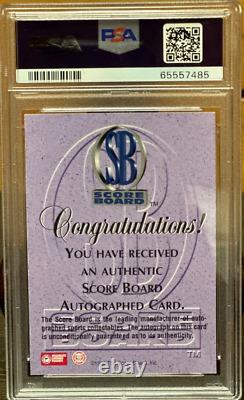 PSA
65557485
SB
SCORE
BOARD™
Congratulations!
YOU HAVE RECEIVED
AN AUTHENTIC
SCORE BOARD
AUTOGRAPHED CARD.
The Score Board is the leading manufacturer of auto-
graphed sports collectables. The autograph on this card
is unconditionally guaranteed as to its authenticity.
TM